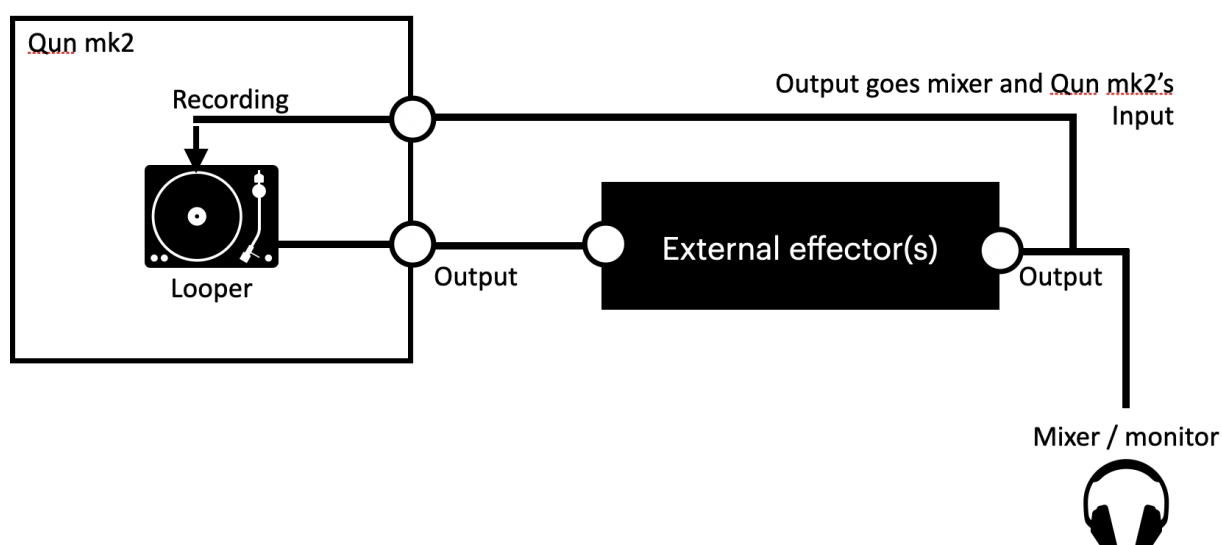 Qun mk2
Output goes mixer and Qun mk2's
Input
Recording
External effector(s)
Output
Output
Looper
Mixer / monitor